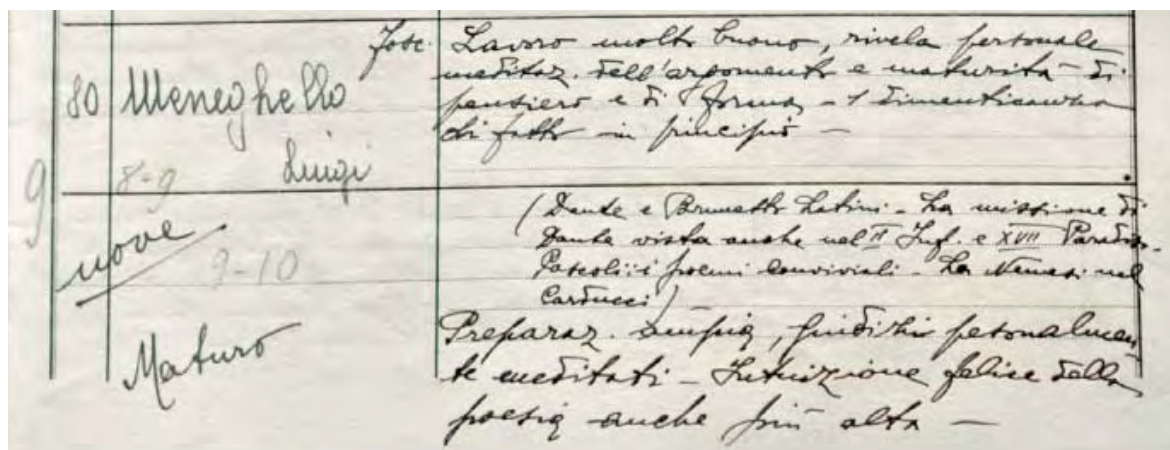 Fosc. Lavoro molto buono, rivela personale
80 Meneghello meditaz. dell'argomento e maturità di
pensiero e di forma - 1 dimenticanza
di fatto in principio -
Luigi
9 8-9
nove
9-10
Maturo
(Dante e Brunetto Latini - La missione di
Dante vista anche nel II Inf. e XVII Paradiso -
Pascoli: i poemi conviviali - La Nemesi nel
Carducci)
Preparaz. ampia, giudizi personalmen
te meditati - Intuizione felice della
poesia anche più alta -